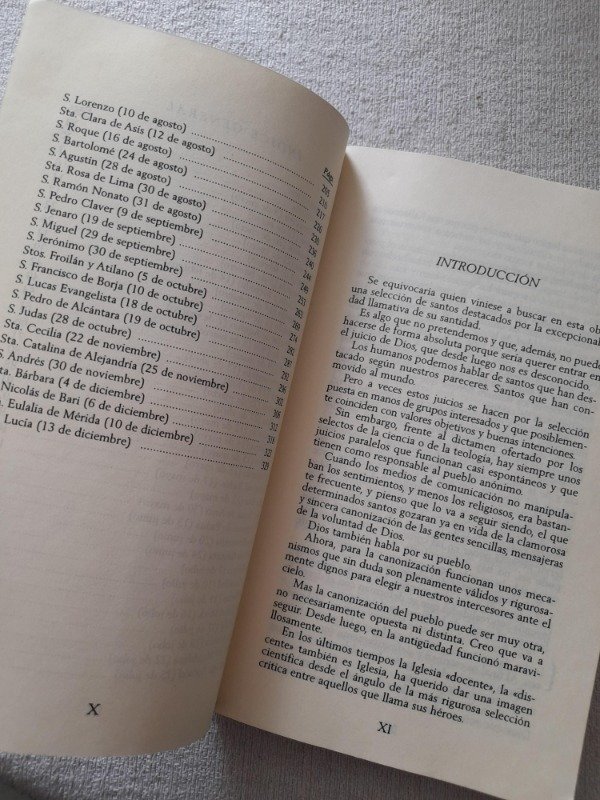 Pág.
S. Lorenzo (10 de agosto)
Sta. Clara de Asís (12 de agosto)
S. Roque (16 de agosto)
S. Bartolomé (24 de agosto)
S. Agustín (28 de agosto)
Sta. Rosa de Lima (30 de agosto)
S. Ramón Nonato (31 de agosto)
S. Pedro Claver (9 de septiembre)
S. Jenaro (19 de septiembre)
S. Miguel (29 de septiembre)
S. Jerónimo (30 de septiembre)
Stos. Froilán y Atilano (5 de octubre)
S. Francisco de Borja (10 de octubre)
S. Lucas Evangelista (18 de octubre)
S. Pedro de Alcántara (19 de octubre)
S. Judas (28 de octubre)
Sta. Cecilia (22 de noviembre)
Sta. Catalina de Alejandría (25 de noviembre)
S. Andrés (30 de noviembre)
ta. Bárbara (4 de diciembre)
Nicolás de Bari (6 de diciembre)
Eulalia de Mérida (10 de diciembre)
Lucía (13 de diciembre)
X
INTRODUCCIÓN
Se equivocaría quien viniese a buscar en esta ob
una selección de santos destacados por la excepcional
dad llamativa de su santidad.
Es algo que no pretendemos y que, además, no puede
hacerse de forma absoluta porque sería querer entrar en
el juicio de Dios, que desde luego nos es desconocido.
Los humanos podemos hablar de santos que han des-
tacado según nuestros pareceres. Santos que han con-
movido al mundo.
Pero a veces estos juicios se hacen por la selección
puesta en manos de grupos interesados y que posiblemen-
te coinciden con valores objetivos y buenas intenciones.
Sin embargo, frente al dictamen ofertado por los
selectos de la ciencia o de la teología, hay siempre unos
juicios paralelos que funcionan casi espontáneos y que
tienen como responsable al pueblo anónimo.
Cuando los medios de comunicación no manipula-
ban los sentimientos, y menos los religiosos, era bastan-
te frecuente, y pienso que lo va a seguir siendo, el que
determinados santos gozaran ya en vida de la clamorosa
y sincera canonización de las gentes sencillas, mensajeras
de la voluntad de Dios.
Dios también habla por su pueblo.
Ahora, para la canonización funcionan unos meca-
nismos que sin duda son plenamente válidos y rigurosa-
mente dignos para elegir a nuestros intercesores ante el
cielo.
Mas la canonización del pueblo puede ser muy otra,
no necesariamente opuesta ni distinta. Creo que va a
seguir. Desde luego, en la antigüedad funcionó maravi-
llosamente.
En los últimos tiempos la Iglesia «docente», la «dis-
cente» también es Iglesia, ha querido dar una imagen
científica desde el ángulo de la más rigurosa selección
crítica entre aquellos que llama sus héroes.
XI